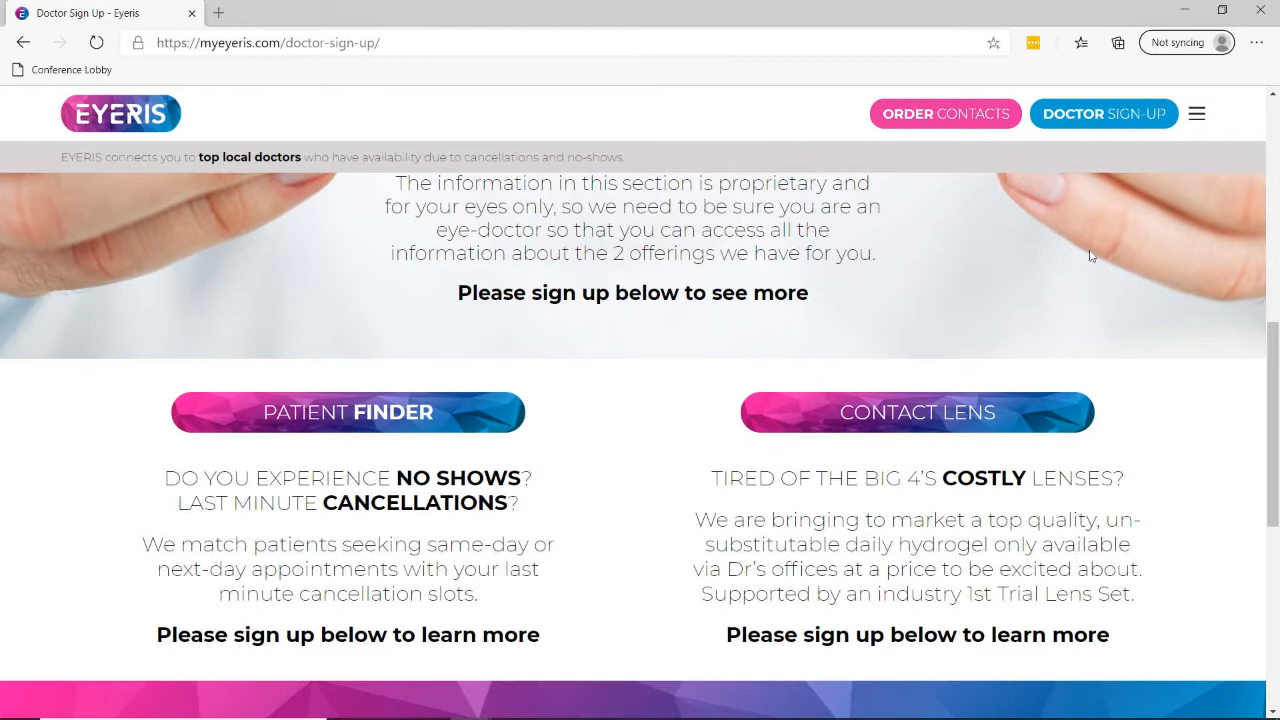 Doctor Sign Up - Eyeris
https://myeyeris.com/doctor-sign-up/
Not syncing
Conference Lobby
EYERIS
ORDER CONTACTS
DOCTOR SIGN-UP
EYERIS connects you to top local doctors who have availability due to cancellations and no-shows.
The information in this section is proprietary and
for your eyes only, so we need to be sure you are an
eye-doctor so that you can access all the
information about the 2 offerings we have for you.
Please sign up below to see more
PATIENT FINDER
DO YOU EXPERIENCE NO SHOWS?
LAST MINUTE CANCELLATIONS?
We match patients seeking same-day or
next-day appointments with your last
minute cancellation slots.
Please sign up below to learn more
CONTACT LENS
TIRED OF THE BIG 4'S COSTLY LENSES?
We are bringing to market a top quality, un-
substitutable daily hydrogel only available
via Dr's offices at a price to be excited about.
Supported by an industry 1st Trial Lens Set.
Please sign up below to learn more